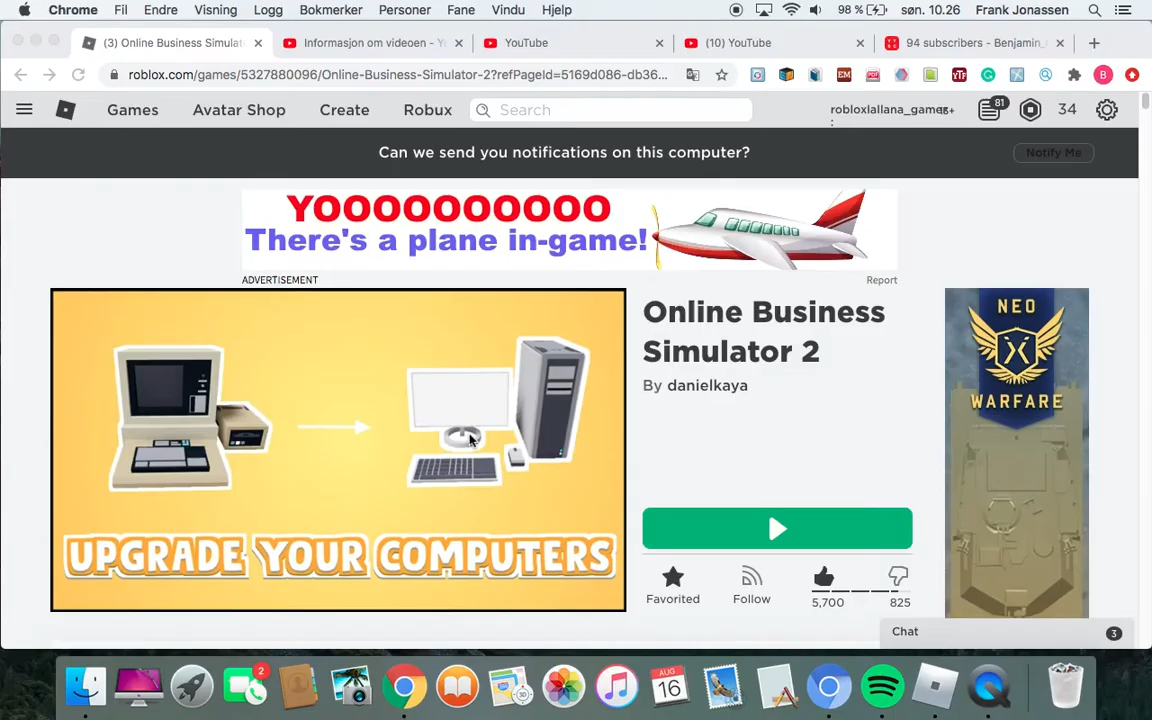 Chrome Fil Endre Visning Logg Bokmerker Personer Fane Vindu Hjelp 98 % søn. 10.26 Frank Jonassen
(3) Online Business Simulat Informasjon om videoen - Y YouTube (10) YouTube 94 subscribers - Benjamin_
roblox.com/games/5327880096/Online-Business-Simulator-2?refPageId=5169d086-db36...
Games Avatar Shop Create Robux Search 81 34
Can we send you notifications on this computer? Notify Me
YOOOOOOOOOO
There's a plane in-game!
ADVERTISEMENT Report
UPGRADE YOUR COMPUTERS
Online Business
Simulator 2
By danielkaya
Favorited Follow 5,700 825
NEO
WARFARE
Chat 3
2
AUG
16